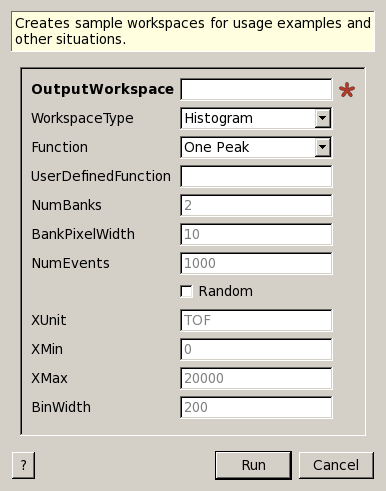 Creates sample workspaces for usage examples and
other situations.
OutputWorkspace *
WorkspaceType Histogram
Function One Peak
UserDefinedFunction
NumBanks 2
BankPixelWidth 10
NumEvents 1000
Random
XUnit TOF
XMin 0
XMax 20000
BinWidth 200
? Run Cancel